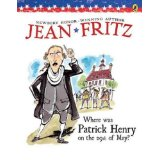 NEWBERY HONOR-WINNING AUTHOR
JEAN★FRITZ
Where was
Patrick Henry
on the 29th of May?